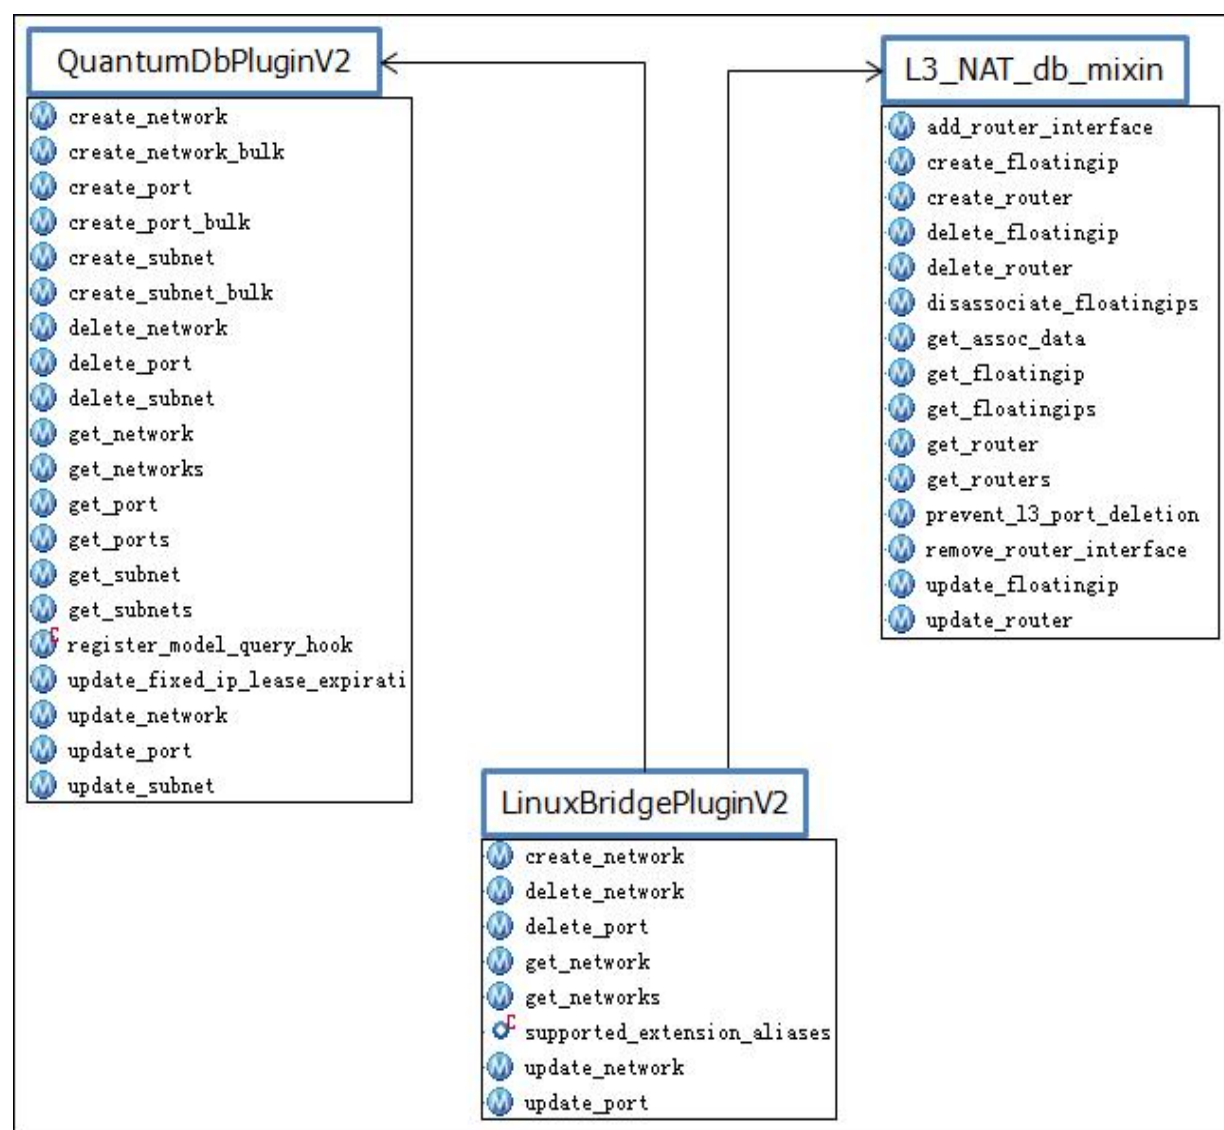 QuantumDbPluginV2
create_network
create_network_bulk
create_port
create_port_bulk
create_subnet
create_subnet_bulk
delete_network
delete_port
delete_subnet
get_network
get_networks
get_port
get_ports
get_subnet
get_subnets
register_model_query_hook
update_fixed_ip_lease_expirati
update_network
update_port
update_subnet
L3_NAT_db_mixin
add_router_interface
create_floatingip
create_router
delete_floatingip
delete_router
disassociate_floatingips
get_assoc_data
get_floatingip
get_floatingips
get_router
get_routers
prevent_l3_port_deletion
remove_router_interface
update_floatingip
update_router
LinuxBridgePluginV2
create_network
delete_network
delete_port
get_network
get_networks
supported_extension_aliases
update_network
update_port